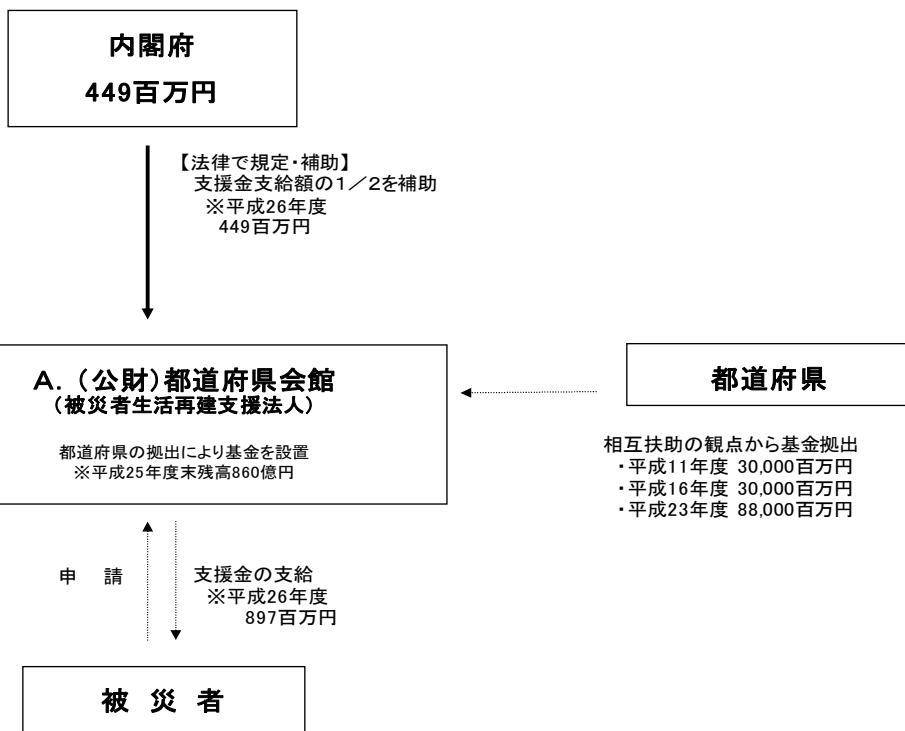 内閣府
449百万円
【法律で規定・補助】
支援金支給額の1／2を補助
※平成26年度
449百万円
A. (公財)都道府県会館
(被災者生活再建支援法人)
都道府県の拠出により基金を設置
※平成25年度末残高860億円
都道府県
相互扶助の観点から基金拠出
・平成11年度 30,000百万円
・平成16年度 30,000百万円
・平成23年度 88,000百万円
申　請
支援金の支給
※平成26年度
897百万円
被 災 者